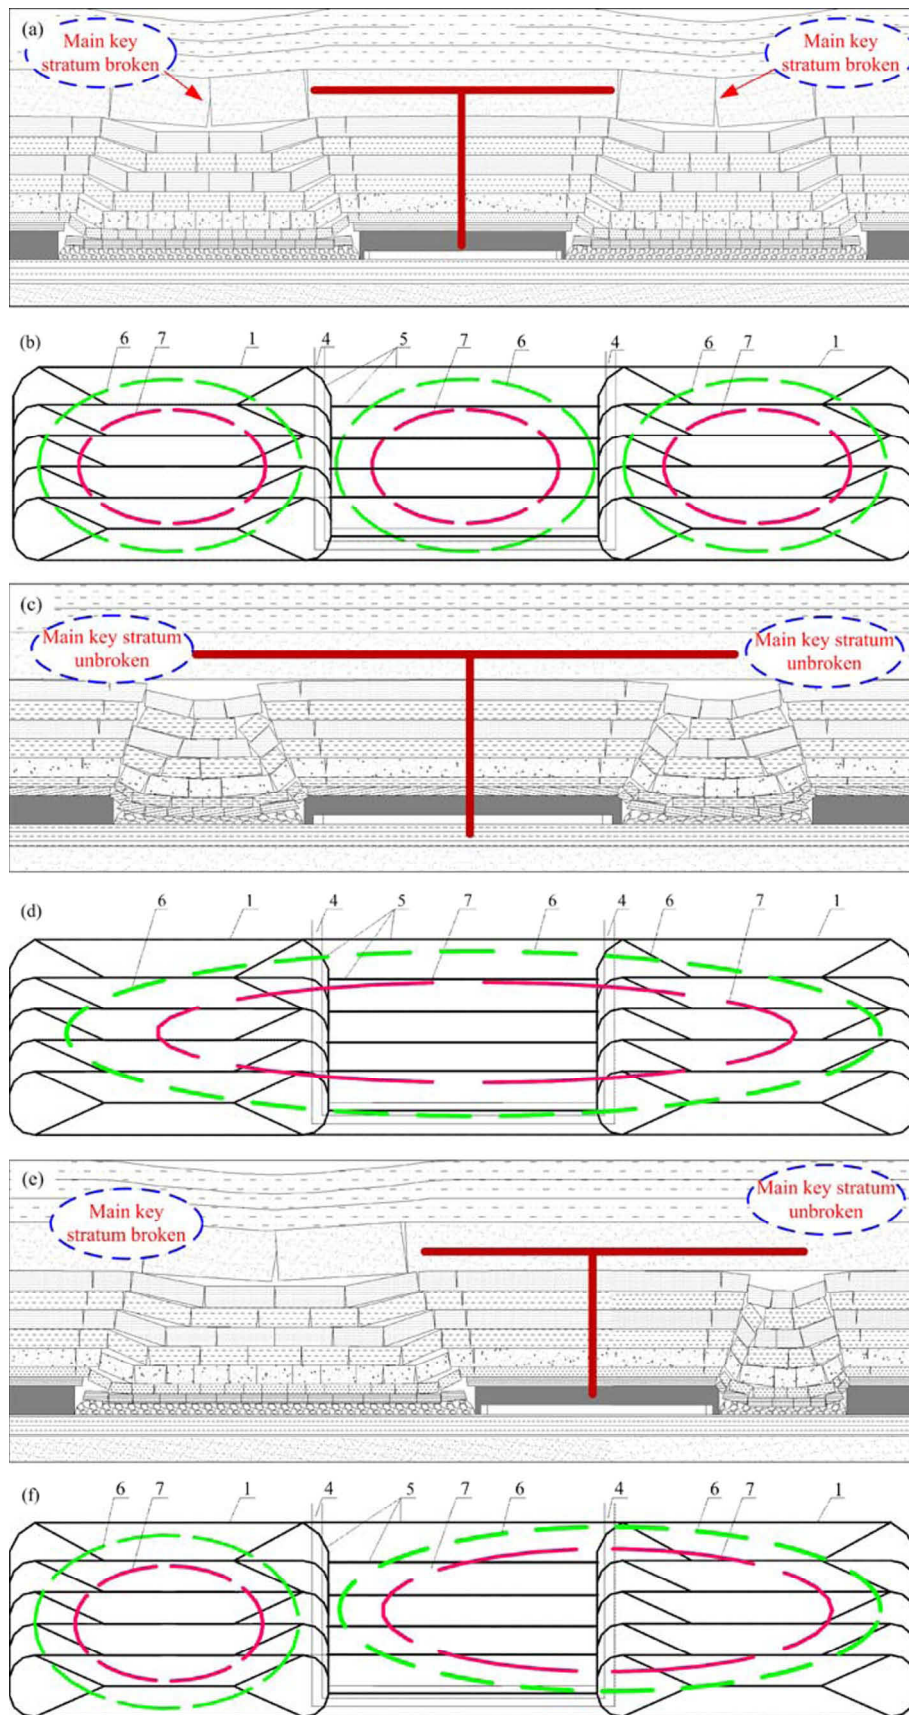 (a)
Main key
stratum broken
Main key
stratum broken
(b)
6 7 1 4 5 7 6 4 6 7 1
(c)
Main key stratum
unbroken
Main key stratum
unbroken
(d)
6 1 4 5 7 6 4 6 7 1
(e)
Main key
stratum broken
Main key stratum
unbroken
(f)
6 7 1 4 5 7 6 4 6 7 1